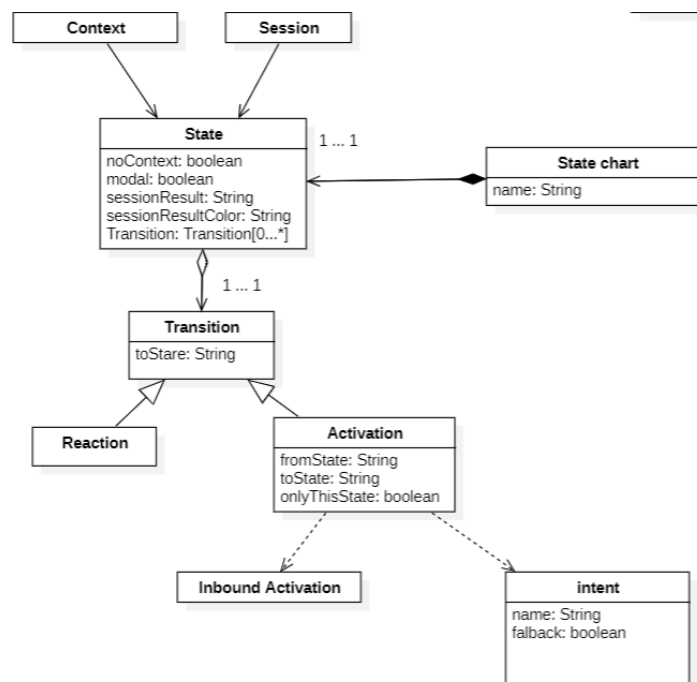 Context
Session
State
noContext: boolean
modal: boolean
sessionResult: String
sessionResultColor: String
Transition: Transition[0...*]
1 ... 1
State chart
name: String
1 ... 1
Transition
toStare: String
Reaction
Activation
fromState: String
toState: String
onlyThisState: boolean
Inbound Activation
intent
name: String
falback: boolean